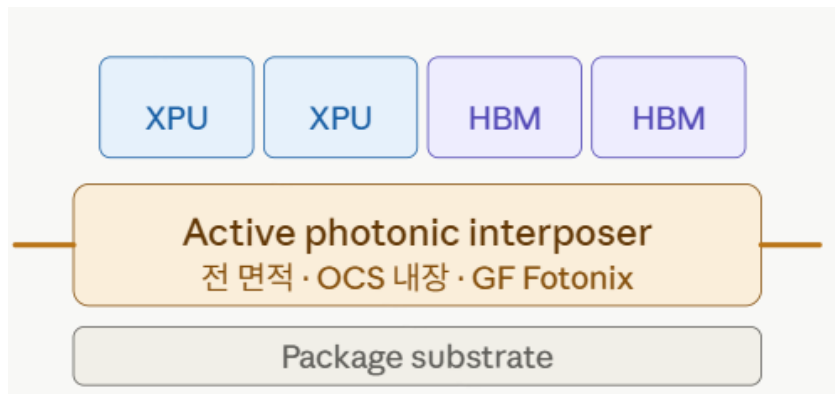 XPU XPU HBM HBM
Active photonic interposer
전 면적 · OCS 내장 · GF Fotonix
Package substrate